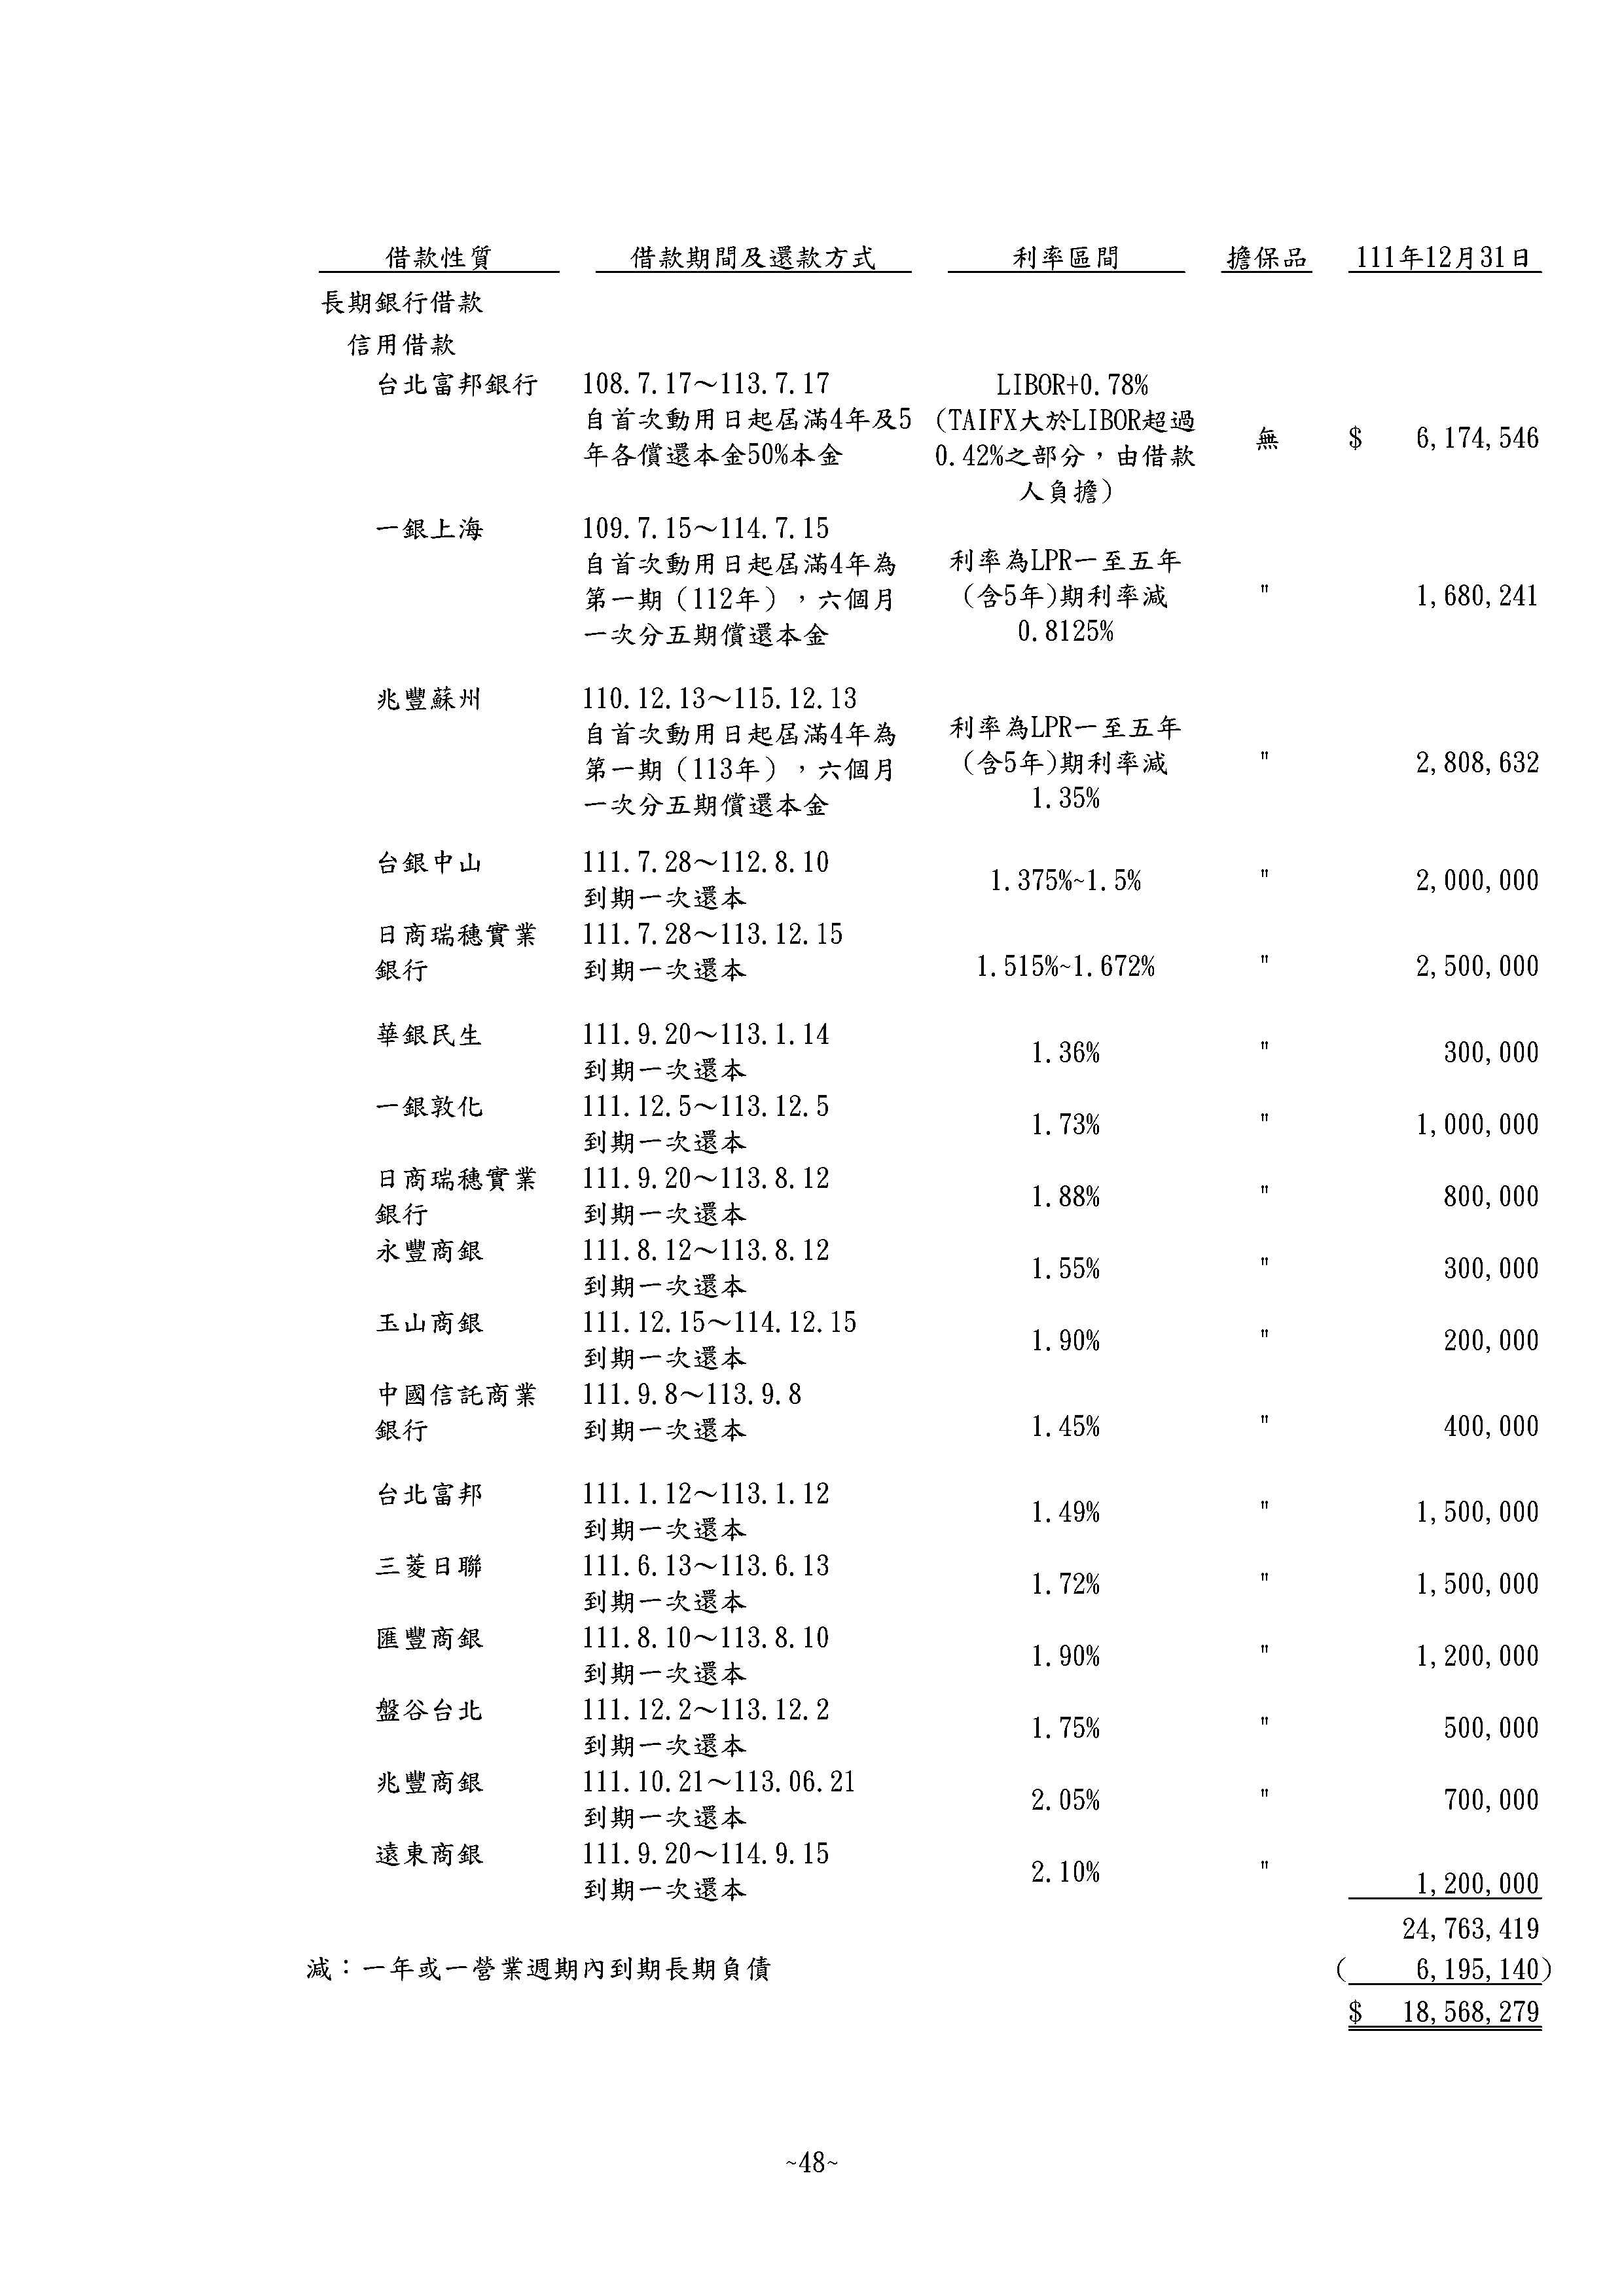 借款性質 借款期間及還款方式 利率區間 擔保品 111年12月31日
長期銀行借款
信用借款
台北富邦銀行 108.7.17～113.7.17 LIBOR+0.78%
自首次動用日起屆滿4年及5 (TAIFX大於LIBOR超過
無 $ 6,174,546
年各償還本金50%本金 0.42%之部分，由借款
人負擔)
一銀上海 109.7.15～114.7.15
自首次動用日起屆滿4年為 利率為LPR一至五年
第一期（112年），六個月 (含5年)期利率減 " 1,680,241
一次分五期償還本金 0.8125%
兆豐蘇州 110.12.13～115.12.13
自首次動用日起屆滿4年為 利率為LPR一至五年
第一期（113年），六個月 (含5年)期利率減 " 2,808,632
一次分五期償還本金 1.35%
台銀中山 111.7.28～112.8.10
1.375%~1.5% " 2,000,000
到期一次還本
日商瑞穗實業 111.7.28～113.12.15
銀行 到期一次還本 1.515%~1.672% " 2,500,000
華銀民生 111.9.20～113.1.14
1.36% " 300,000
到期一次還本
一銀敦化 111.12.5～113.12.5
1.73% " 1,000,000
到期一次還本
日商瑞穗實業 111.9.20～113.8.12
1.88% " 800,000
銀行 到期一次還本
永豐商銀 111.8.12～113.8.12
1.55% " 300,000
到期一次還本
玉山商銀 111.12.15～114.12.15
1.90% " 200,000
到期一次還本
中國信託商業 111.9.8～113.9.8
銀行 到期一次還本 1.45% " 400,000
台北富邦 111.1.12～113.1.12
1.49% " 1,500,000
到期一次還本
三菱日聯 111.6.13～113.6.13
1.72% " 1,500,000
到期一次還本
匯豐商銀 111.8.10～113.8.10
1.90% " 1,200,000
到期一次還本
盤谷台北 111.12.2～113.12.2
1.75% " 500,000
到期一次還本
兆豐商銀 111.10.21～113.06.21
2.05% " 700,000
到期一次還本
遠東商銀 111.9.20～114.9.15
2.10% " 1,200,000
到期一次還本
24,763,419
減：一年或一營業週期內到期長期負債 ( 6,195,140)
$ 18,568,279
~48~